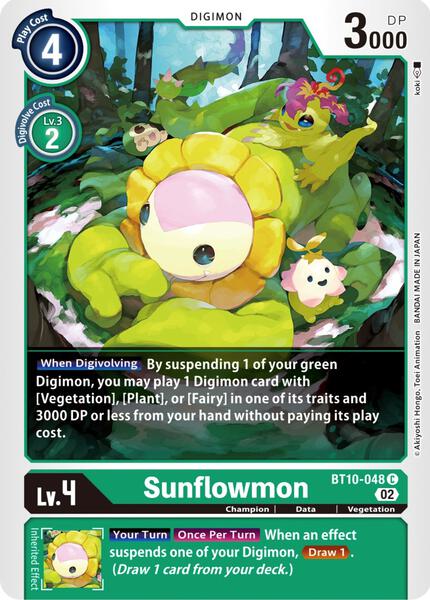 DIGIMON
Play Cost
4
3000
DP
Digivolve Cost
Lv.3
2
koki
© Akiyoshi Hongo, Toei Animation BANDAI MADE IN JAPAN
When Digivolving By suspending 1 of your green
Digimon, you may play 1 Digimon card with
[Vegetation], [Plant], or [Fairy] in one of its traits and
3000 DP or less from your hand without paying its play
cost.
Lv.4
Sunflowmon
BT10-048 C
02
Champion | Data | Vegetation
Inherited Effect
Your Turn Once Per Turn When an effect
suspends one of your Digimon, Draw 1.
(Draw 1 card from your deck.)